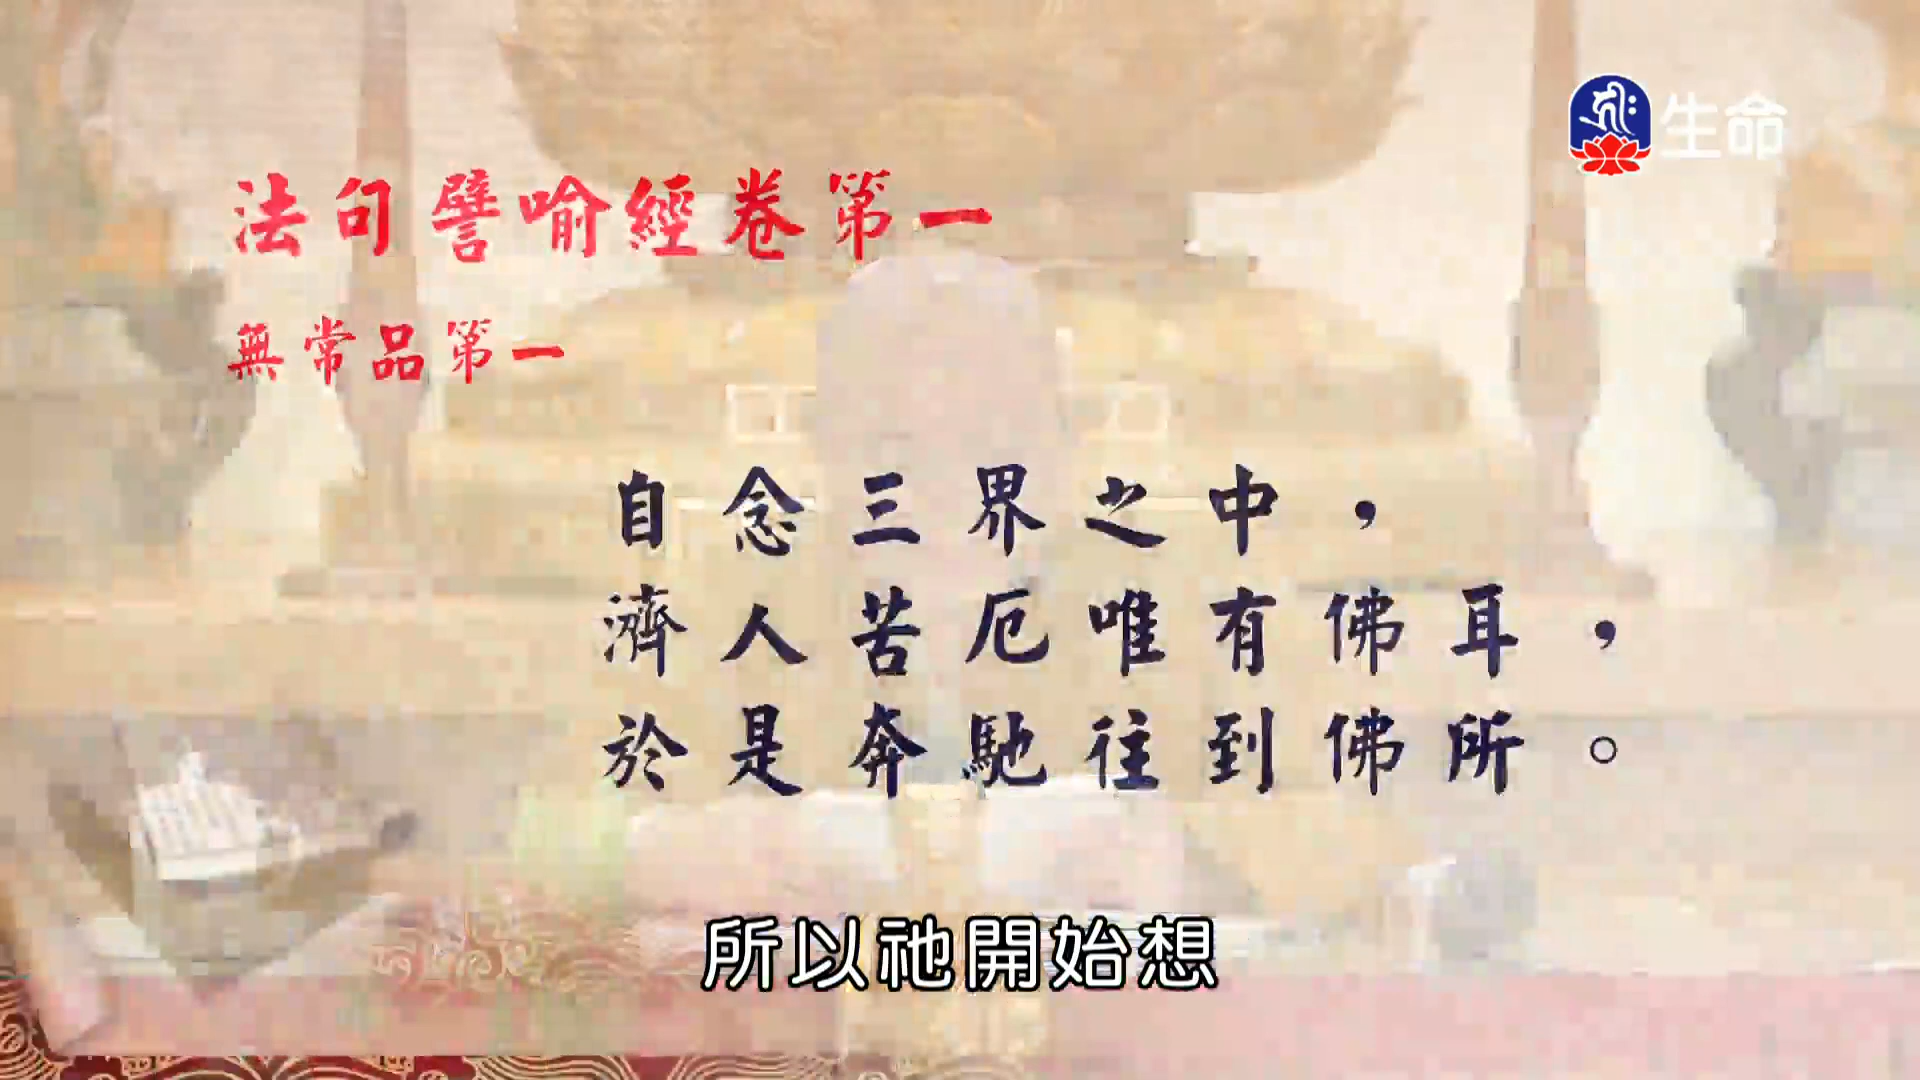 生命
法句譬喻經卷第一
無常品第一
自念三界之中，
濟人苦厄唯有佛耳，
於是奔馳往到佛所。
所以祂開始想